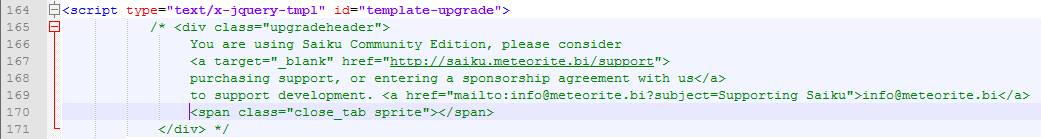 164 <script type="text/x-jquery-tmpl" id="template-upgrade">
165 /* <div class="upgradeheader">
166 You are using Saiku Community Edition, please consider
167 <a target="_blank" href="http://saiku.meteorite.bi/support">
168 purchasing support, or entering a sponsorship agreement with us</a>
169 to support development. <a href="mailto:info@meteorite.bi?subject=Supporting Saiku">info@meteorite.bi</a>
170 <span class="close_tab sprite"></span>
171 </div> */